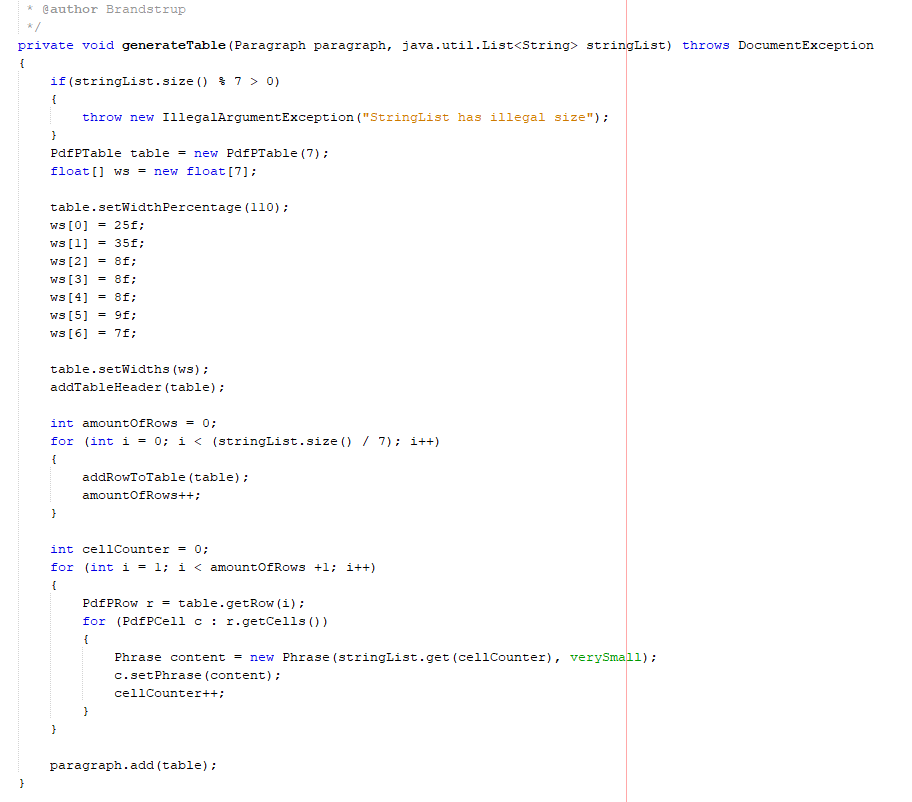 * @author Brandstrup
*/
private void generateTable(Paragraph paragraph, java.util.List<String> stringList) throws DocumentException
{
if(stringList.size() % 7 > 0)
{
throw new IllegalArgumentException("StringList has illegal size");
}
PdfPTable table = new PdfPTable(7);
float[] ws = new float[7];
table.setWidthPercentage(110);
ws[0] = 25f;
ws[1] = 35f;
ws[2] = 8f;
ws[3] = 8f;
ws[4] = 8f;
ws[5] = 9f;
ws[6] = 7f;
table.setWidths(ws);
addTableHeader(table);
int amountOfRows = 0;
for (int i = 0; i < (stringList.size() / 7); i++)
{
addRowToTable(table);
amountOfRows++;
}
int cellCounter = 0;
for (int i = 1; i < amountOfRows +1; i++)
{
PdfPRow r = table.getRow(i);
for (PdfPCell c : r.getCells())
{
Phrase content = new Phrase(stringList.get(cellCounter), verySmall);
c.setPhrase(content);
cellCounter++;
}
}
paragraph.add(table);
}